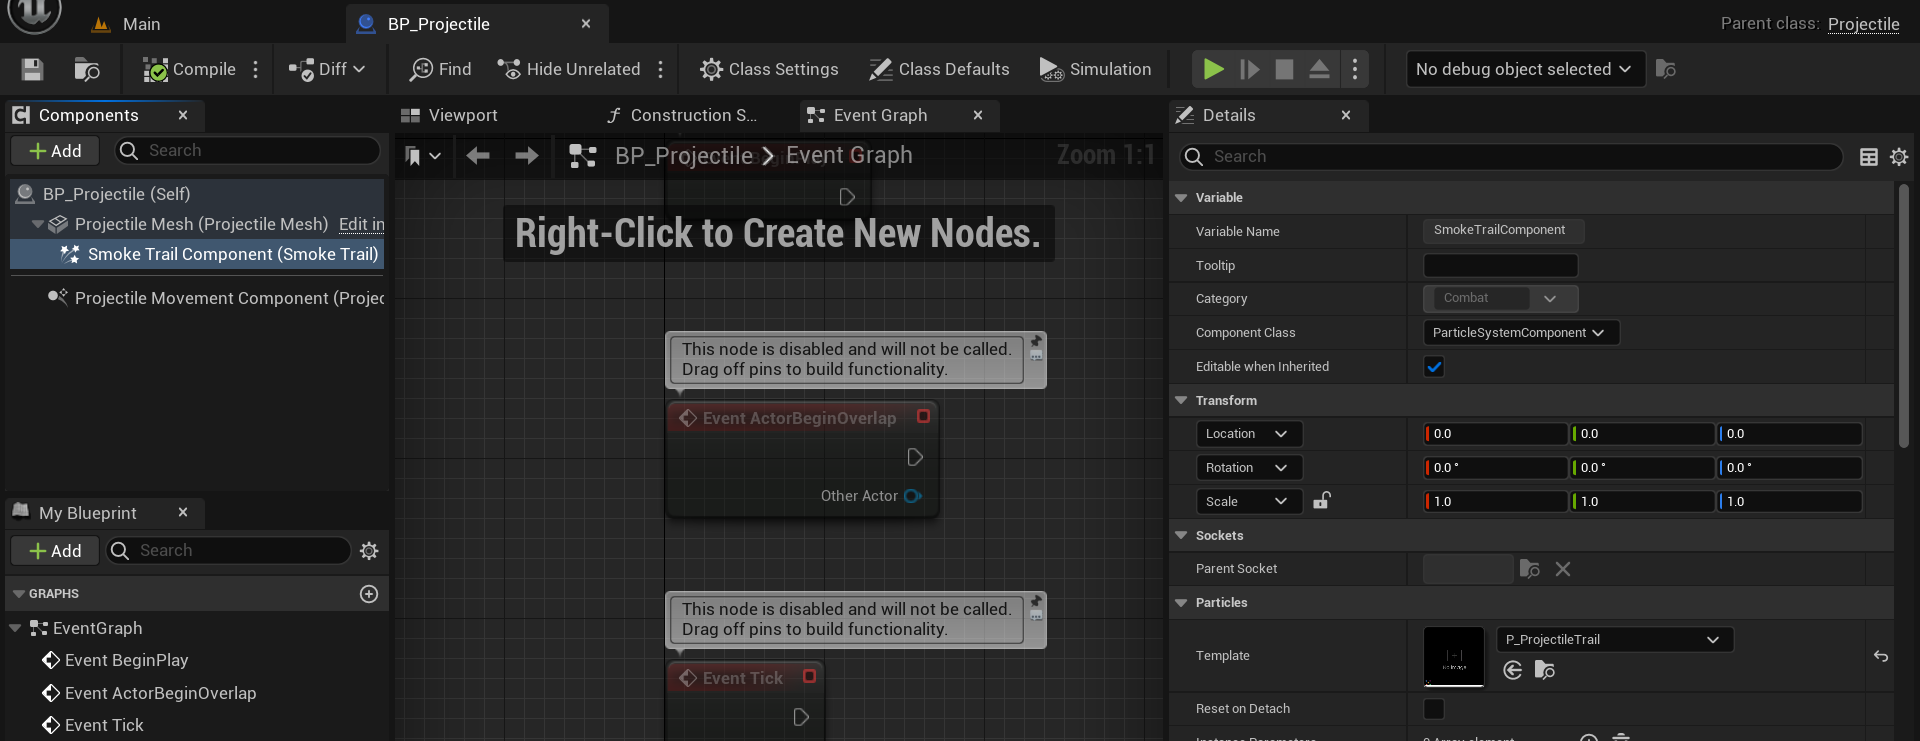 Main
BP_Projectile
Parent class: Projectile
Compile
Diff
Find
Hide Unrelated
Class Settings
Class Defaults
Simulation
No debug object selected
Components
Add
Search
BP_Projectile (Self)
Projectile Mesh (Projectile Mesh) Edit in
Smoke Trail Component (Smoke Trail)
Projectile Movement Component (Projec
My Blueprint
Add
Search
GRAPHS
EventGraph
Event BeginPlay
Event ActorBeginOverlap
Event Tick
Viewport
Construction S...
Event Graph
BP_Projectile > Event Graph
Zoom 1:1
Right-Click to Create New Nodes.
This node is disabled and will not be called.
Drag off pins to build functionality.
Event ActorBeginOverlap
Other Actor
This node is disabled and will not be called.
Drag off pins to build functionality.
Event Tick
Details
Search
Variable
Variable Name SmokeTrailComponent
Tooltip
Category Combat
Component Class ParticleSystemComponent
Editable when Inherited
Transform
Location 0.0 0.0 0.0
Rotation 0.0 ° 0.0 ° 0.0 °
Scale 1.0 1.0 1.0
Sockets
Parent Socket
Particles
Template P_ProjectileTrail
Reset on Detach
Instance Parameters 0 Array element